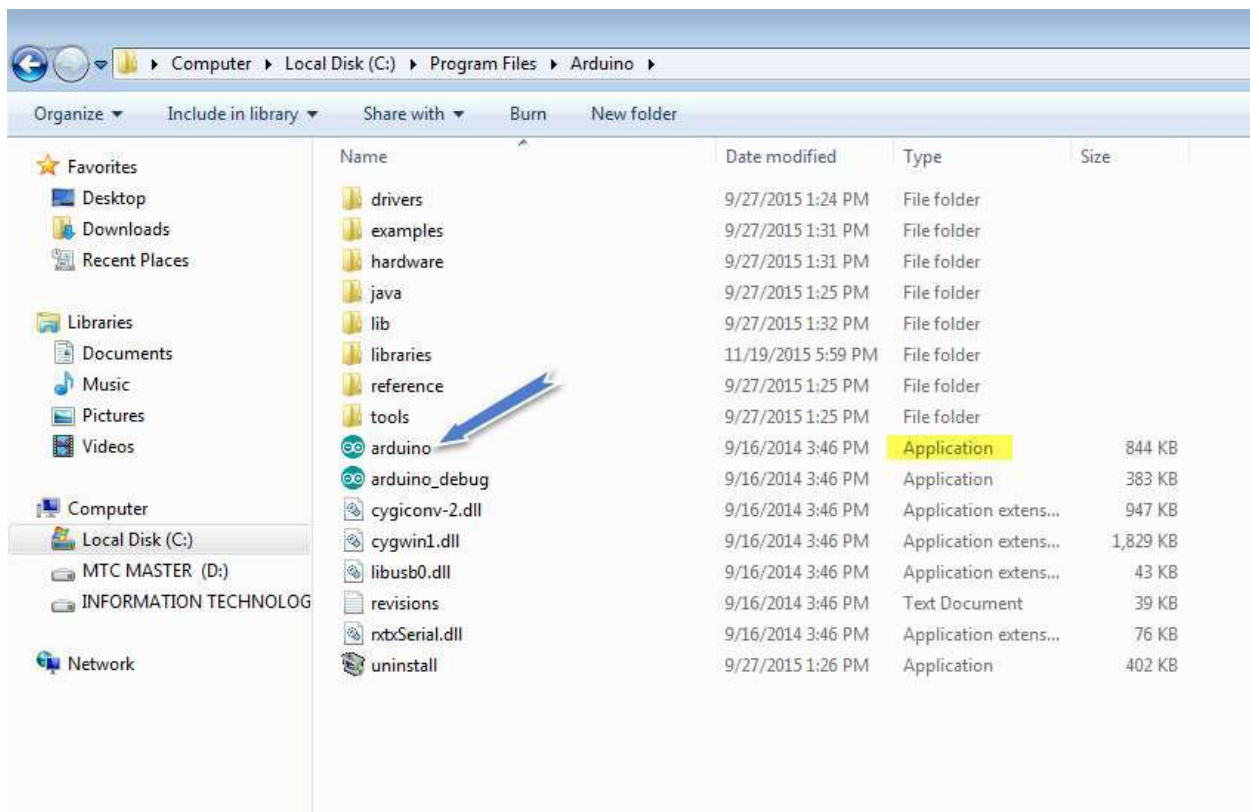 Computer Local Disk (C:) Program Files Arduino
Organize Include in library Share with Burn New folder
Favorites
Desktop
Downloads
Recent Places
Libraries
Documents
Music
Pictures
Videos
Computer
Local Disk (C:)
MTC MASTER (D:)
INFORMATION TECHNOLOG
Network
Name Date modified Type Size
drivers 9/27/2015 1:24 PM File folder
examples 9/27/2015 1:31 PM File folder
hardware 9/27/2015 1:31 PM File folder
java 9/27/2015 1:25 PM File folder
lib 9/27/2015 1:32 PM File folder
libraries 11/19/2015 5:59 PM File folder
reference 9/27/2015 1:25 PM File folder
tools 9/27/2015 1:25 PM File folder
arduino 9/16/2014 3:46 PM Application 844 KB
arduino_debug 9/16/2014 3:46 PM Application 383 KB
cygiconv-2.dll 9/16/2014 3:46 PM Application extens... 947 KB
cygwin1.dll 9/16/2014 3:46 PM Application extens... 1,829 KB
libusb0.dll 9/16/2014 3:46 PM Application extens... 43 KB
revisions 9/16/2014 3:46 PM Text Document 39 KB
rxtxSerial.dll 9/16/2014 3:46 PM Application extens... 76 KB
uninstall 9/27/2015 1:26 PM Application 402 KB